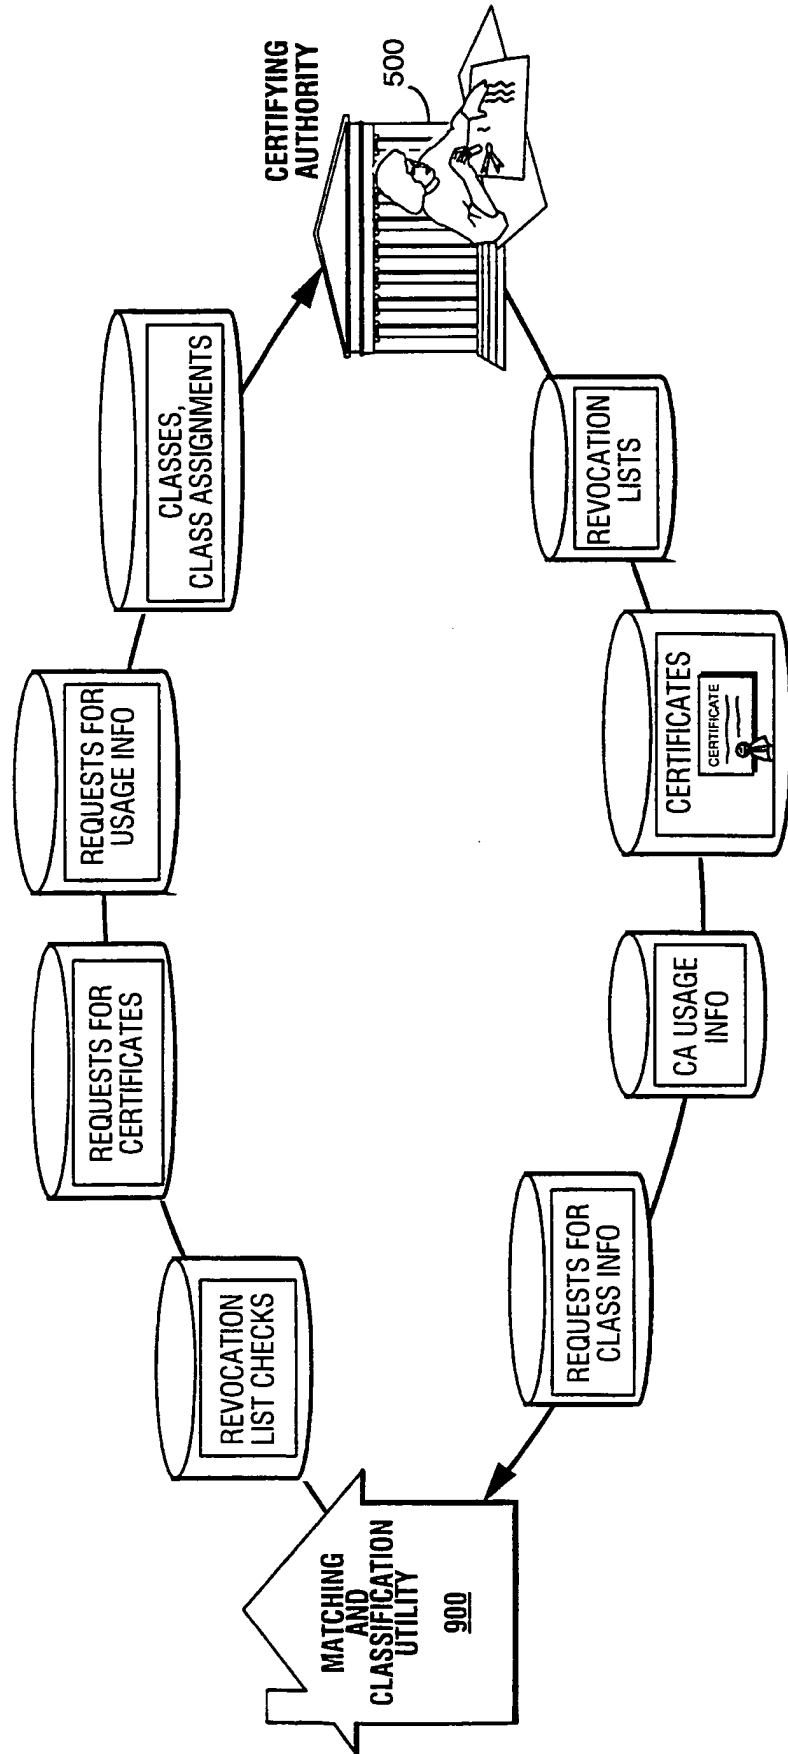 CERTIFYING
AUTHORITY
500
CLASSES,
CLASS ASSIGNMENTS
REQUESTS FOR
USAGE INFO
REQUESTS FOR
CERTIFICATES
REVOCATION
LIST CHECKS
MATCHING
AND
CLASSIFICATION
UTILITY
900
REQUESTS FOR
CLASS INFO
CA USAGE
INFO
CERTIFICATES
CERTIFICATE
REVOCATION
LISTS